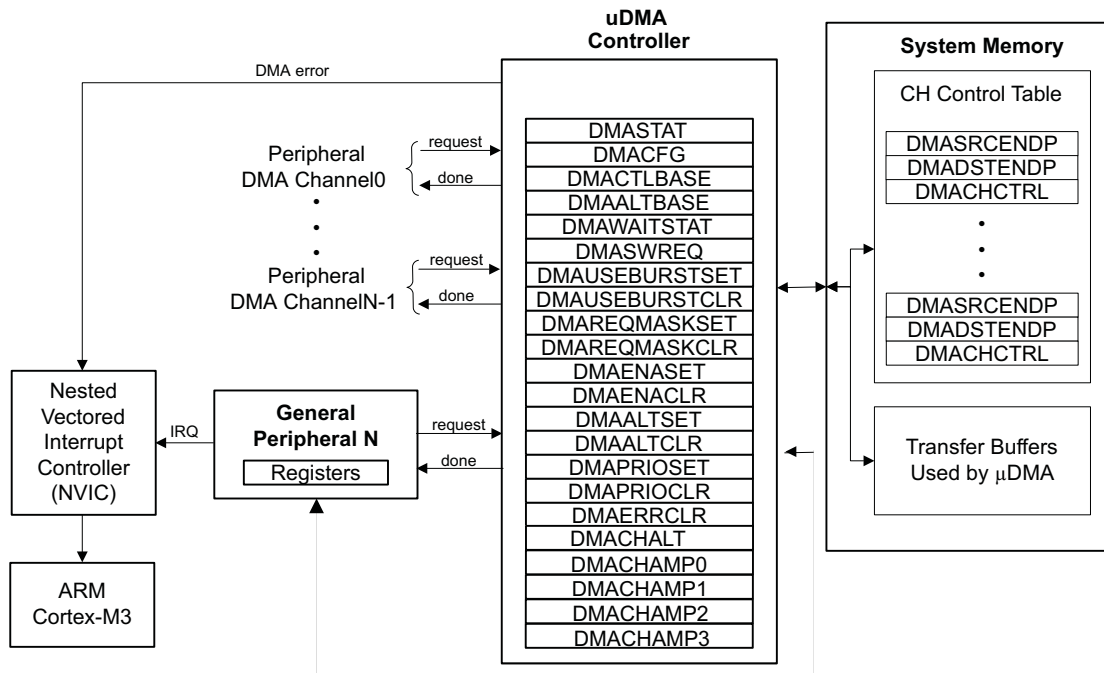 uDMA
Controller
DMA error
Peripheral
DMA Channel0
request
done
•
•
•
Peripheral
DMA ChannelN-1
request
done
Nested
Vectored
Interrupt
Controller
(NVIC)
IRQ
General
Peripheral N
Registers
request
done
ARM
Cortex-M3
DMASTAT
DMACFG
DMACTLBASE
DMAALTBASE
DMAWAITSTAT
DMASWREQ
DMAUSEBURSTSET
DMAUSEBURSTCLR
DMAREQMASKSET
DMAREQMASKCLR
DMAENASET
DMAENACLR
DMAALTSET
DMAALTCLR
DMAPRIOSET
DMAPRIOCLR
DMAERRCLR
DMACHALT
DMACHAMP0
DMACHAMP1
DMACHAMP2
DMACHAMP3
System Memory
CH Control Table
DMASRCENDP
DMADSTENDP
DMACHCTRL
•
•
•
DMASRCENDP
DMADSTENDP
DMACHCTRL
Transfer Buffers
Used by μDMA